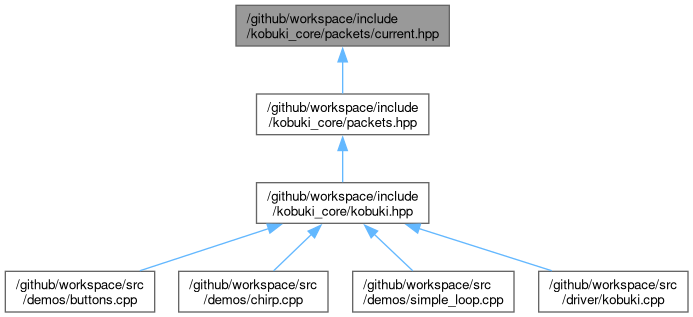 /github/workspace/include
/kobuki_core/packets/current.hpp
/github/workspace/include
/kobuki_core/packets.hpp
/github/workspace/include
/kobuki_core/kobuki.hpp
/github/workspace/src
/demos/buttons.cpp
/github/workspace/src
/demos/chirp.cpp
/github/workspace/src
/demos/simple_loop.cpp
/github/workspace/src
/driver/kobuki.cpp